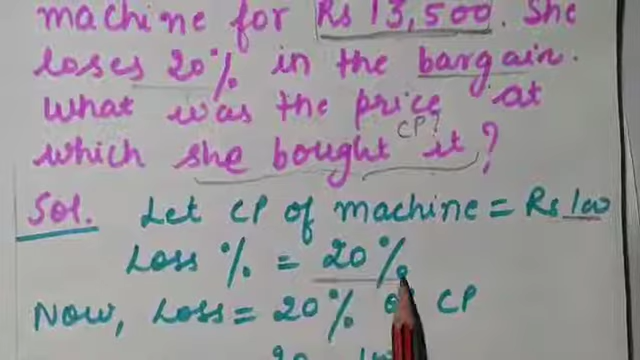 machine for Rs 13,500. She
loses 20% in the bargain.
What was the price at
CP?
which she bought it?
Sol. Let CP of machine = Rs 100
Loss % = 20%
Now, Loss = 20% CP